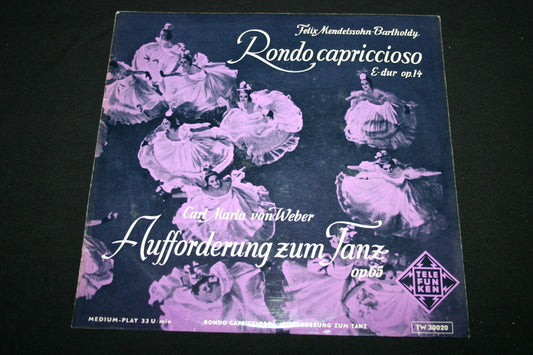 Felix Mendelssohn Bartholdy
Rondo capriccioso
E-dur op.14
Carl Maria von Weber
Aufforderung zum Tanz
op.65
TELE
FUN
KEN
MEDIUM-PLAY 33 U/min
RONDO CAPRICCIOSO · AUFFORDERUNG ZUM TANZ
TW 30020